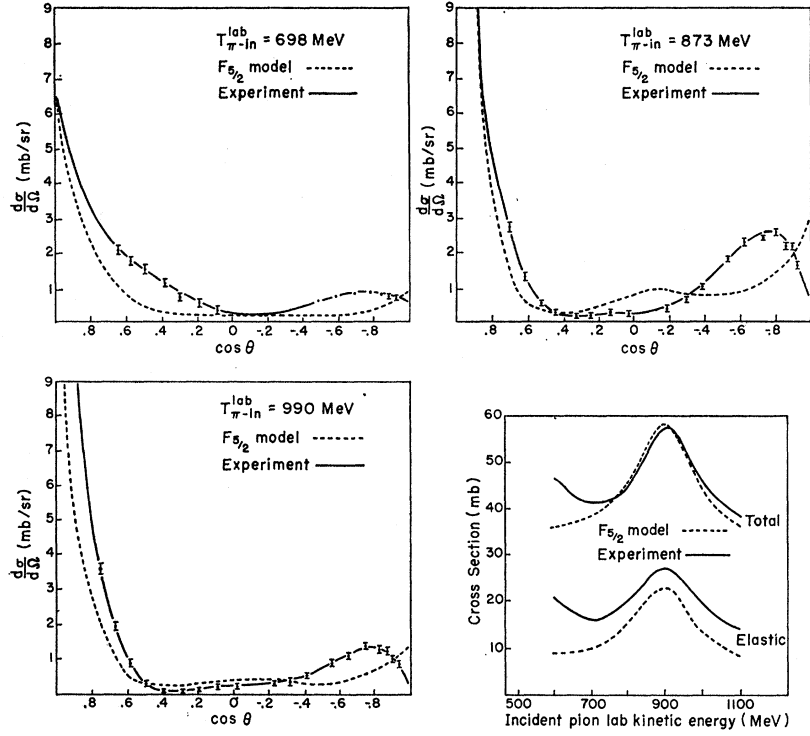 9
8
7
6
5
4
3
2
1
dσ/dΩ (mb/sr)
T lab π-in = 698 MeV
F5/2 model
Experiment
.8 .6 .4 .2 0 -.2 -.4 -.6 -.8
cos θ
9
8
7
6
5
4
3
2
1
dσ/dΩ (mb/sr)
T lab π-in = 873 MeV
F5/2 model
Experiment
.8 .6 .4 .2 0 -.2 -.4 -.6 -.8
cos θ
9
8
7
6
5
4
3
2
1
dσ/dΩ (mb/sr)
T lab π-in = 990 MeV
F5/2 model
Experiment
.8 .6 .4 .2 0 -.2 -.4 -.6 -.8
cos θ
60
50
40
30
20
10
Cross Section (mb)
Total
F5/2 model
Experiment
Elastic
500 700 900 1100
Incident pion lab kinetic energy (MeV)